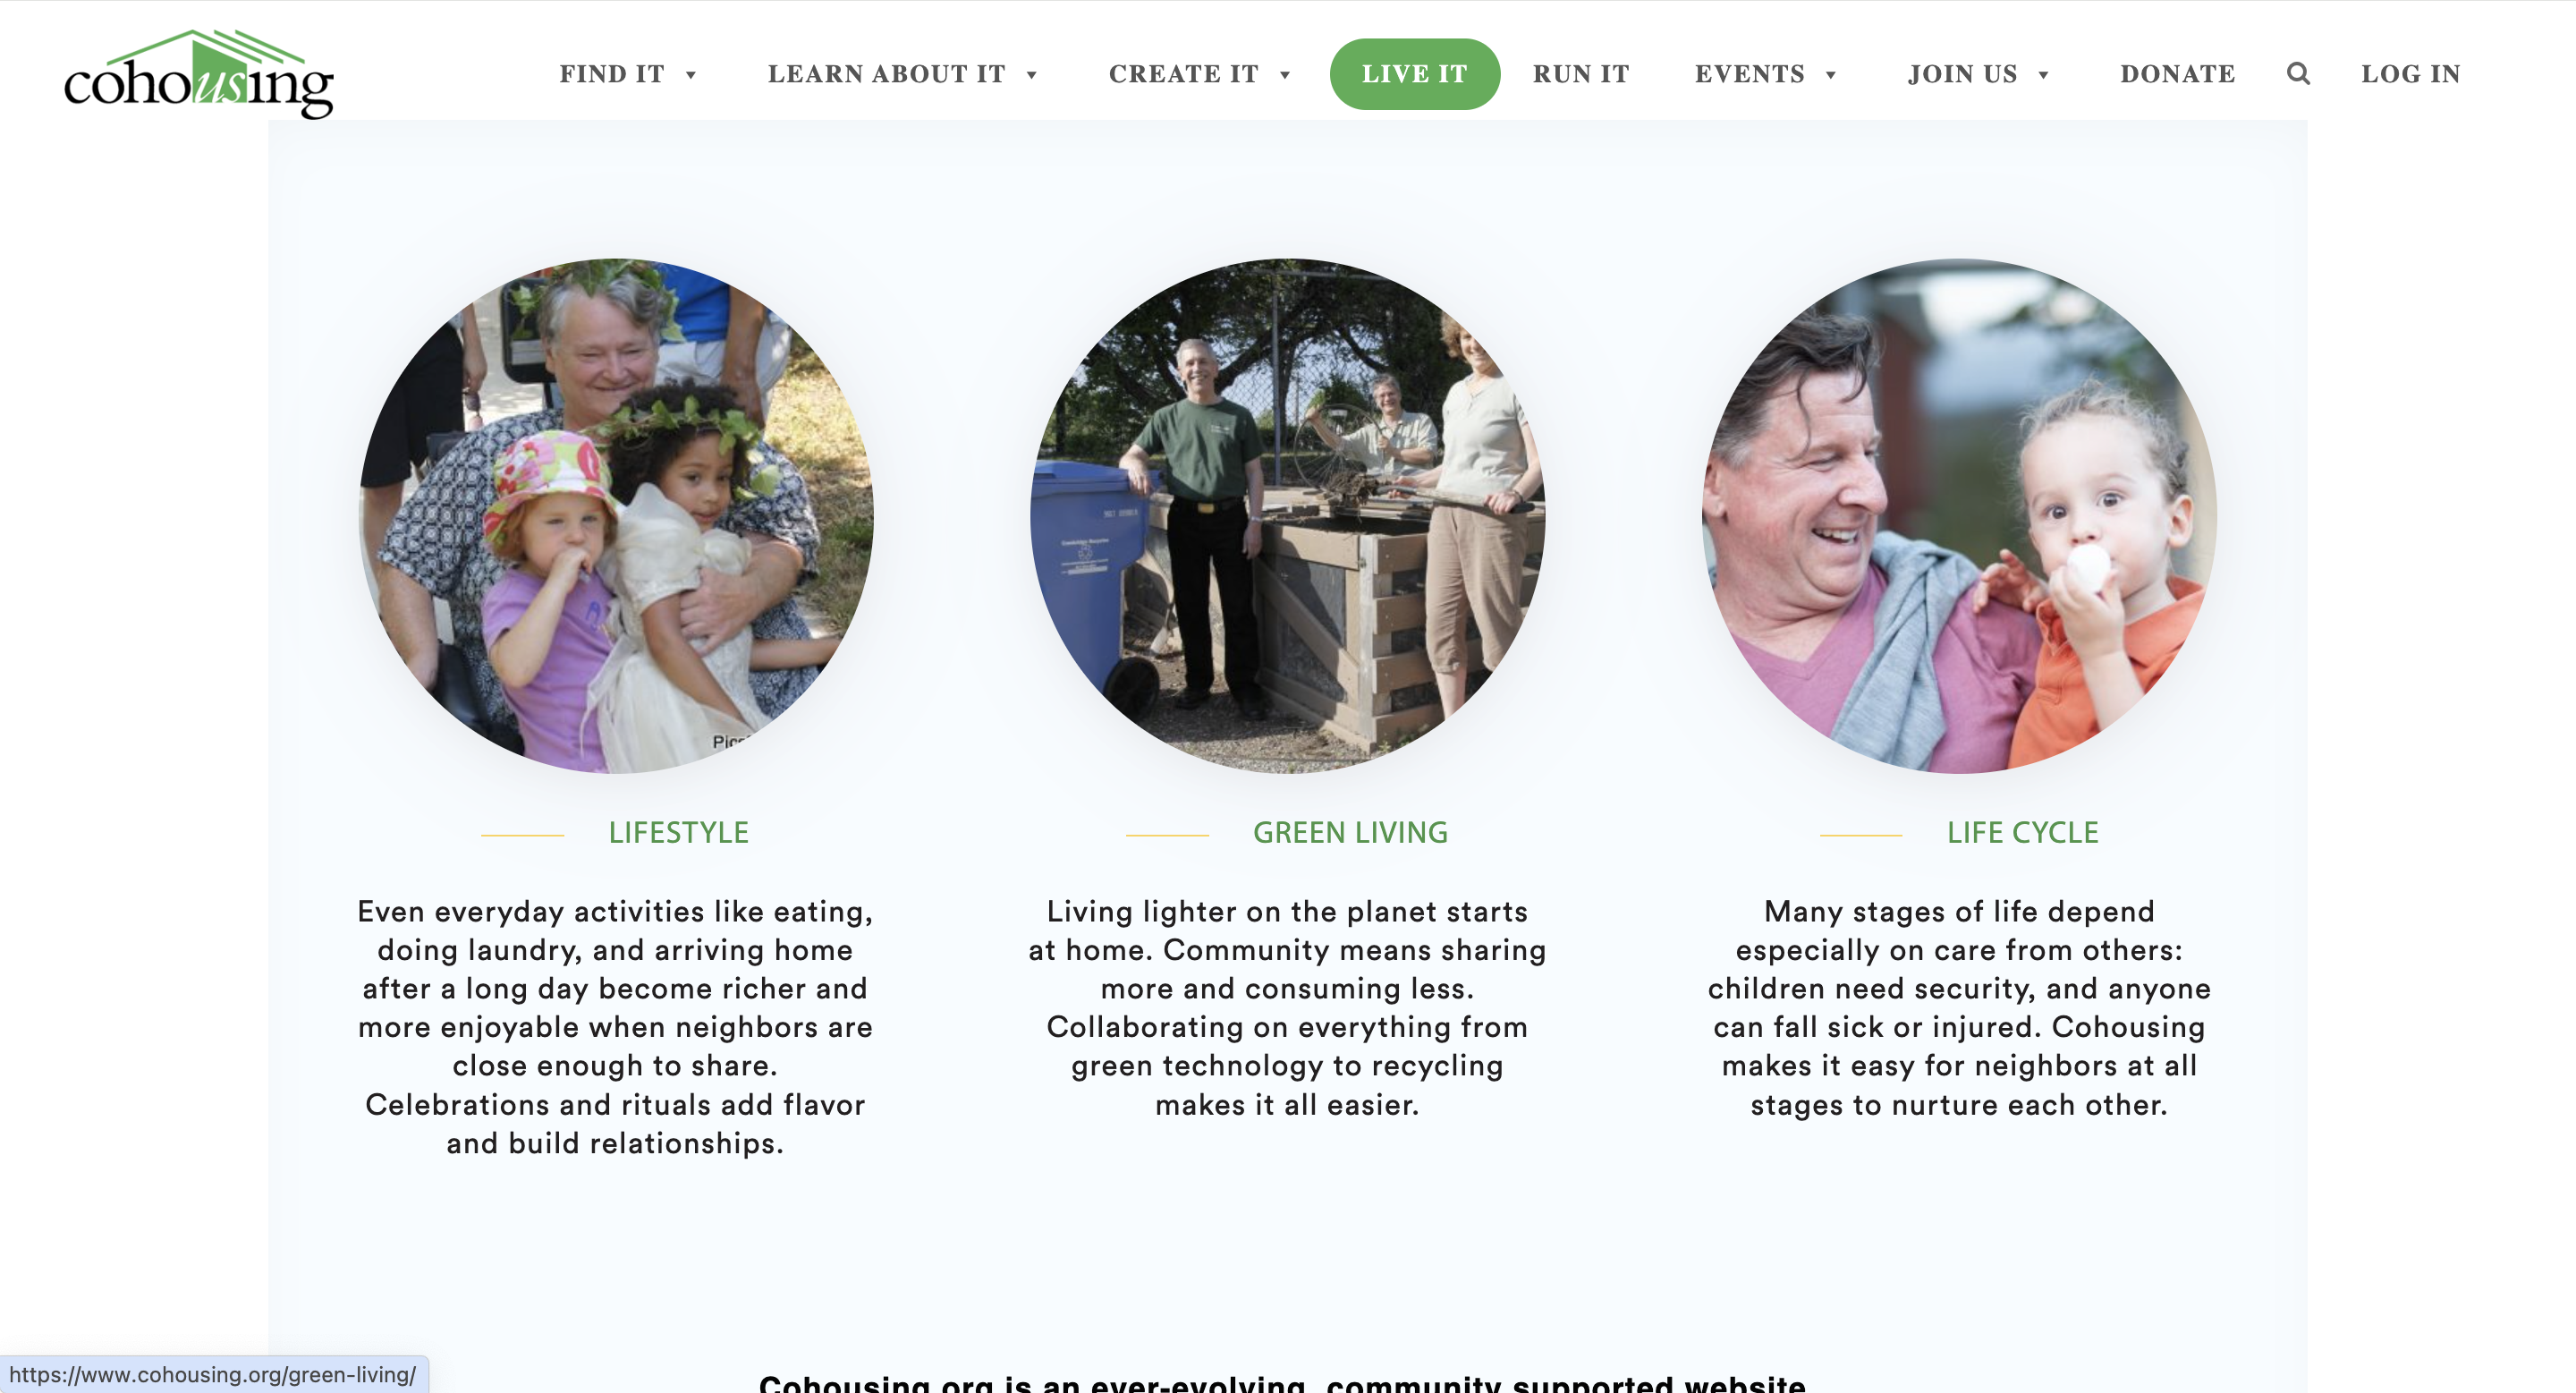 cohousing
FIND IT ▼ LEARN ABOUT IT ▼ CREATE IT ▼ LIVE IT RUN IT EVENTS ▼ JOIN US ▼ DONATE LOG IN
LIFESTYLE
Even everyday activities like eating,
doing laundry, and arriving home
after a long day become richer and
more enjoyable when neighbors are
close enough to share.
Celebrations and rituals add flavor
and build relationships.
GREEN LIVING
Living lighter on the planet starts
at home. Community means sharing
more and consuming less.
Collaborating on everything from
green technology to recycling
makes it all easier.
LIFE CYCLE
Many stages of life depend
especially on care from others:
children need security, and anyone
can fall sick or injured. Cohousing
makes it easy for neighbors at all
stages to nurture each other.
Cohousing.org is an ever-evolving, community supported website
https://www.cohousing.org/green-living/